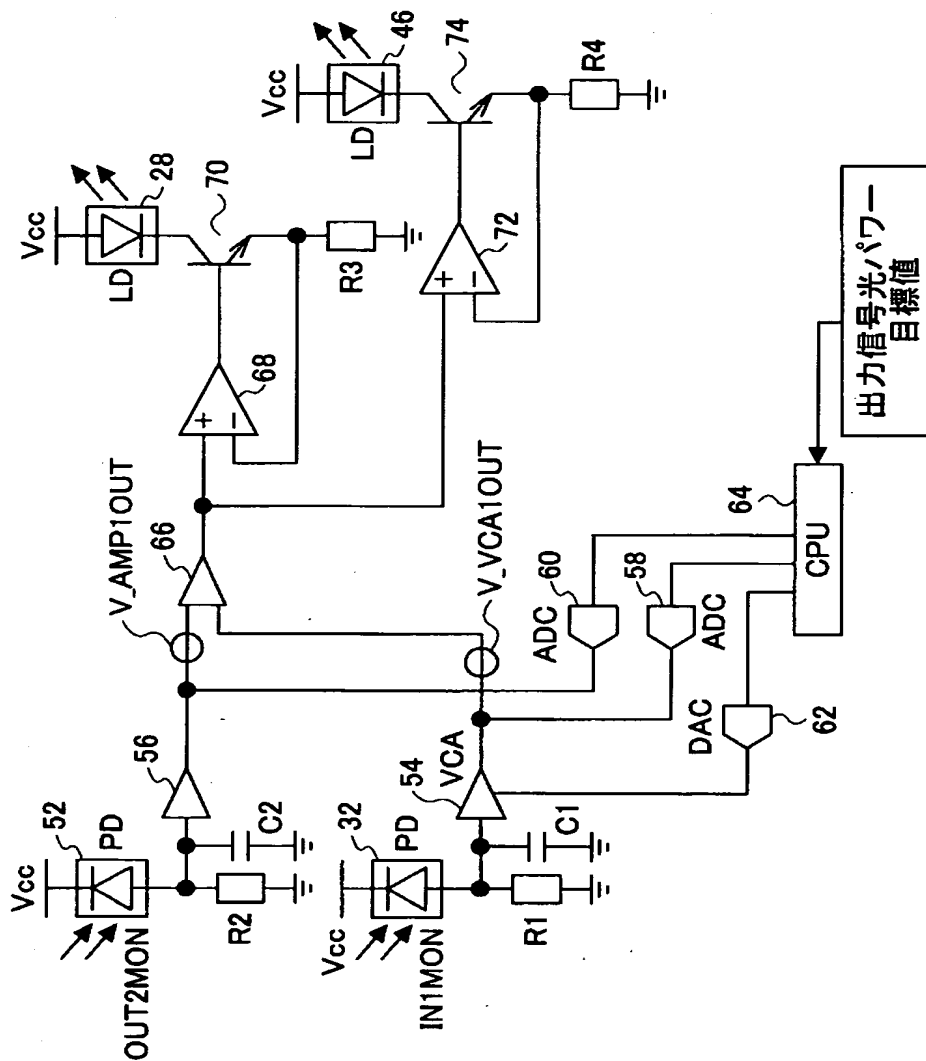 Vcc
52
PD
OUT2MON
R2
C2
56
V_AMP1OUT
66
68
+
−
Vcc
28
LD
70
R3
Vcc
46
LD
74
72
+
−
R4
Vcc
32
PD
IN1MON
R1
C1
54
VCA
V_VCA1OUT
60
ADC
58
ADC
DAC
62
64
CPU
出力信号光パワー
目標値